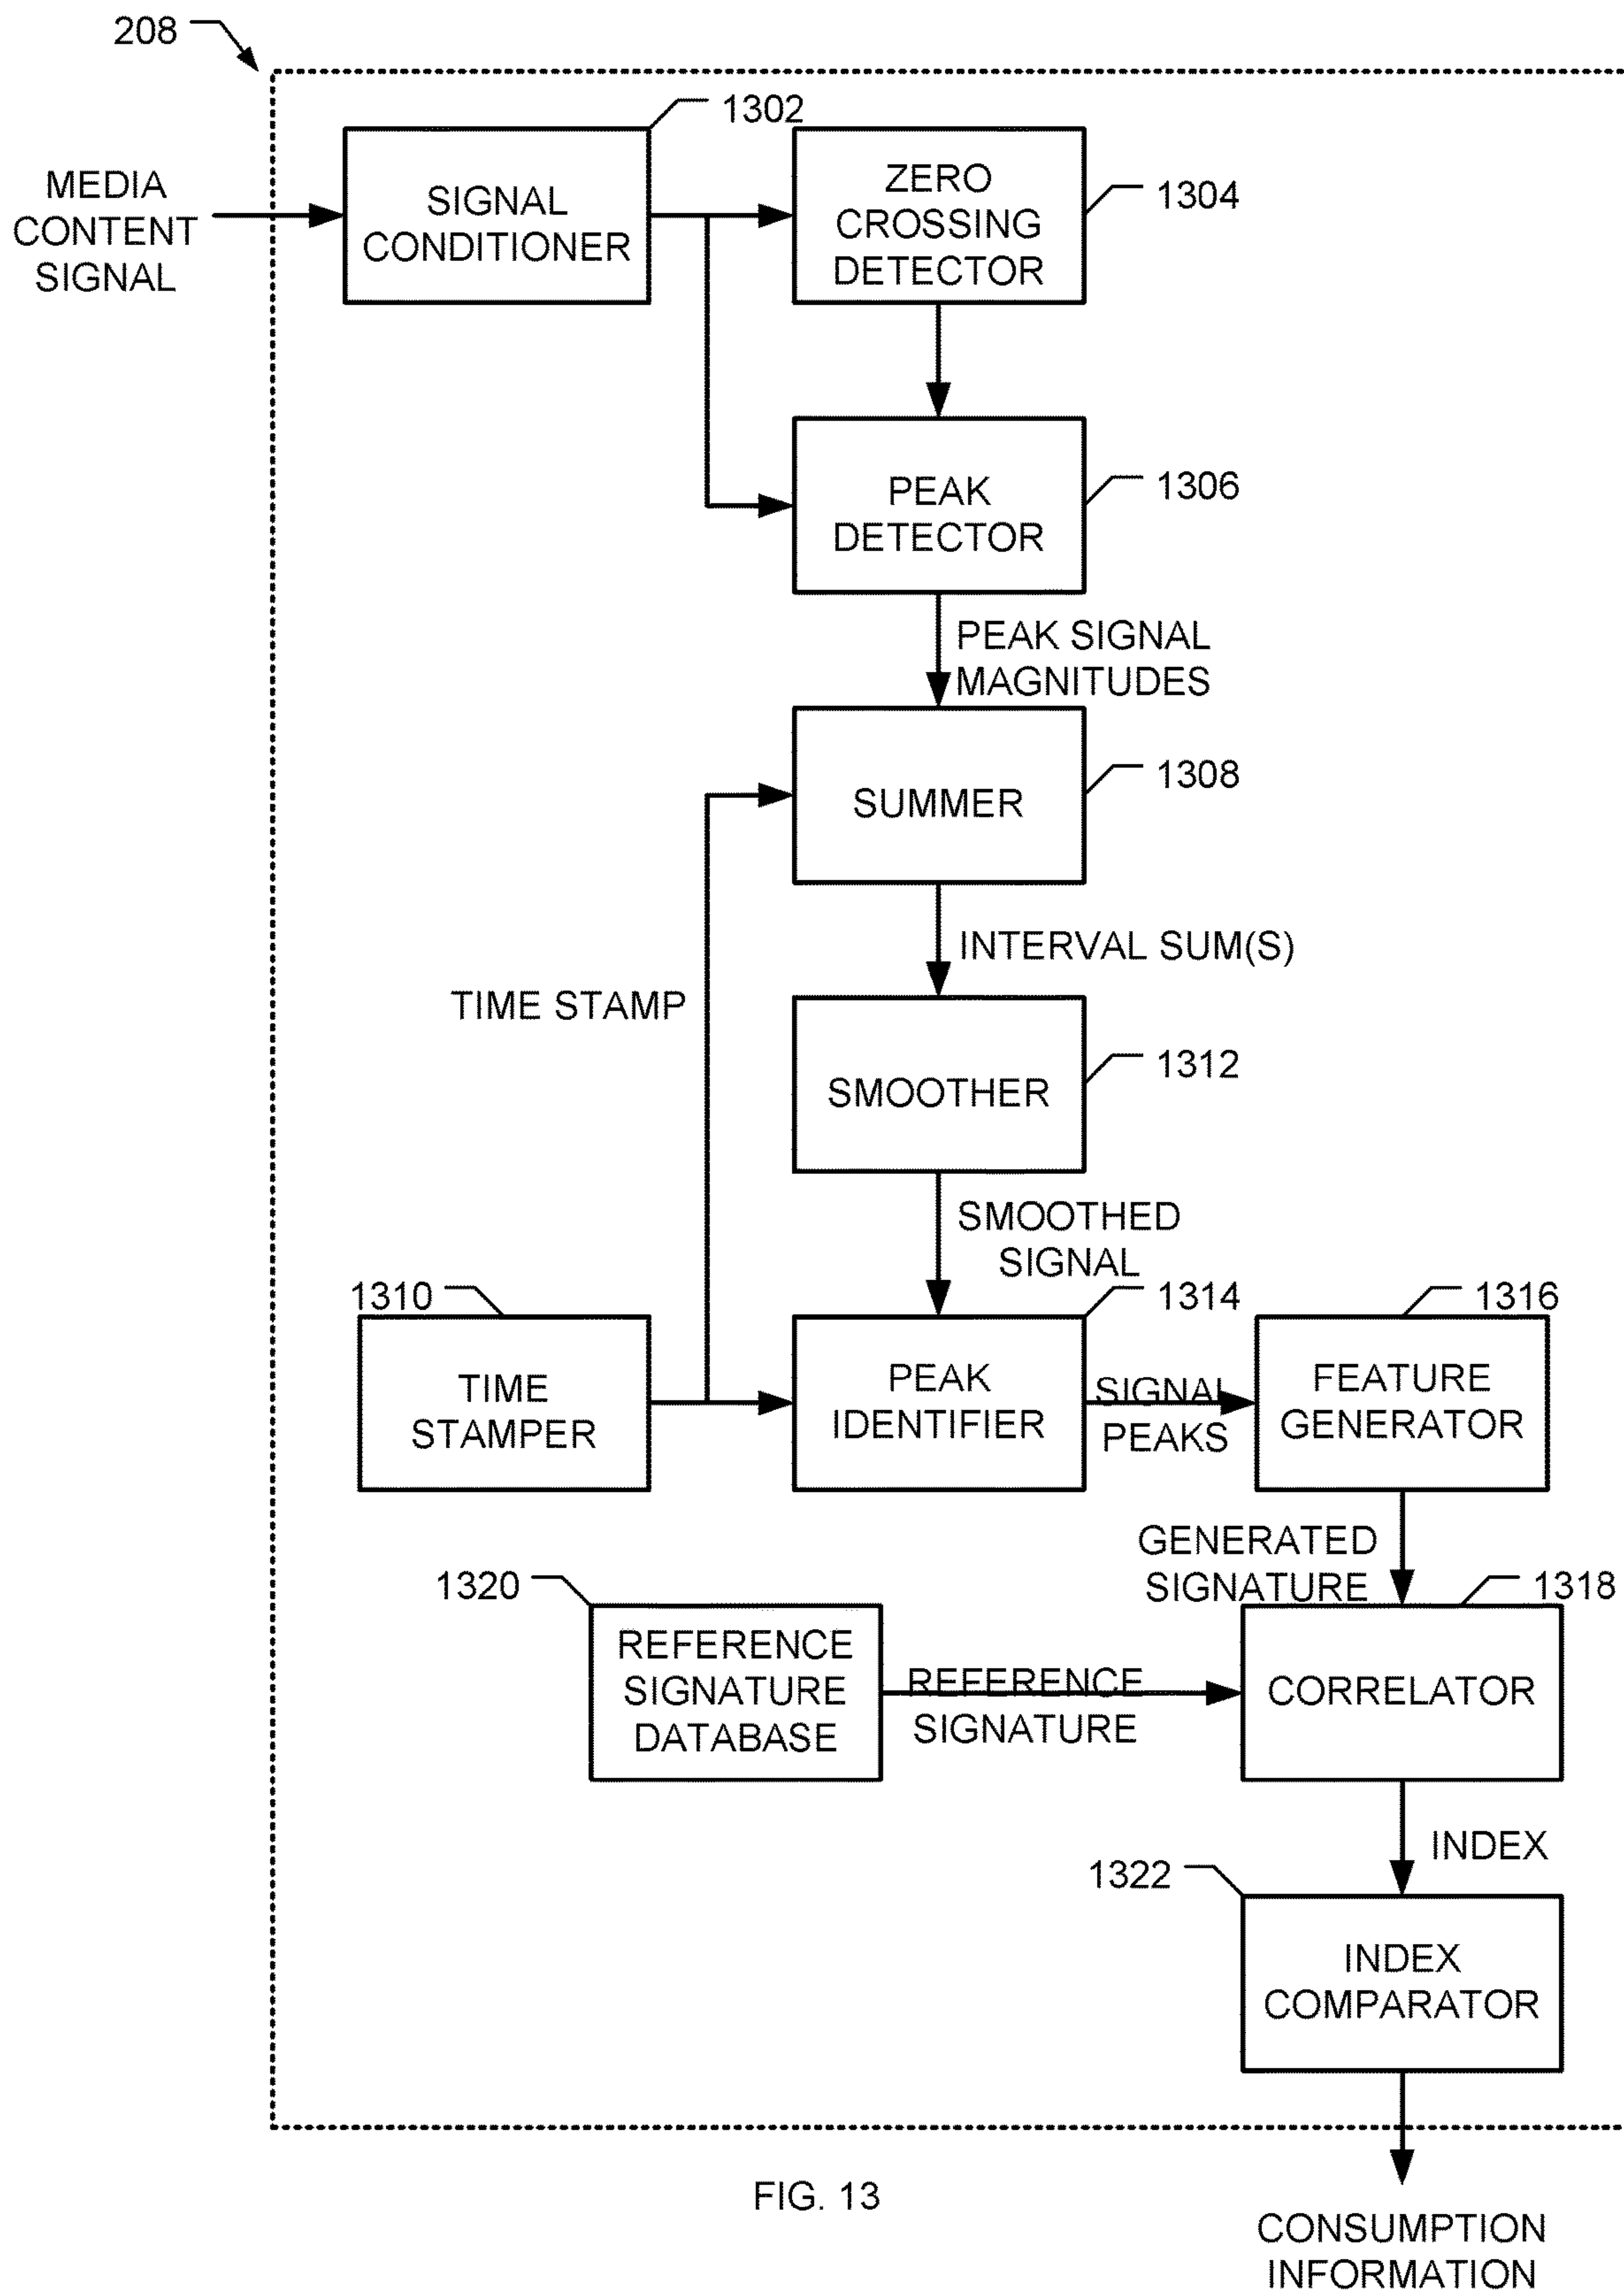 208
1302
MEDIA
CONTENT
SIGNAL
SIGNAL
CONDITIONER
ZERO
CROSSING
DETECTOR
1304
PEAK
DETECTOR
1306
PEAK SIGNAL
MAGNITUDES
SUMMER
1308
INTERVAL SUM(S)
TIME STAMP
SMOOTHER
1312
SMOOTHED
SIGNAL
1310
1314
1316
TIME
STAMPER
PEAK
IDENTIFIER
SIGNAL
PEAKS
FEATURE
GENERATOR
GENERATED
SIGNATURE
1320
1318
REFERENCE
SIGNATURE
DATABASE
REFERENCE
SIGNATURE
CORRELATOR
INDEX
1322
INDEX
COMPARATOR
FIG. 13
CONSUMPTION
INFORMATION